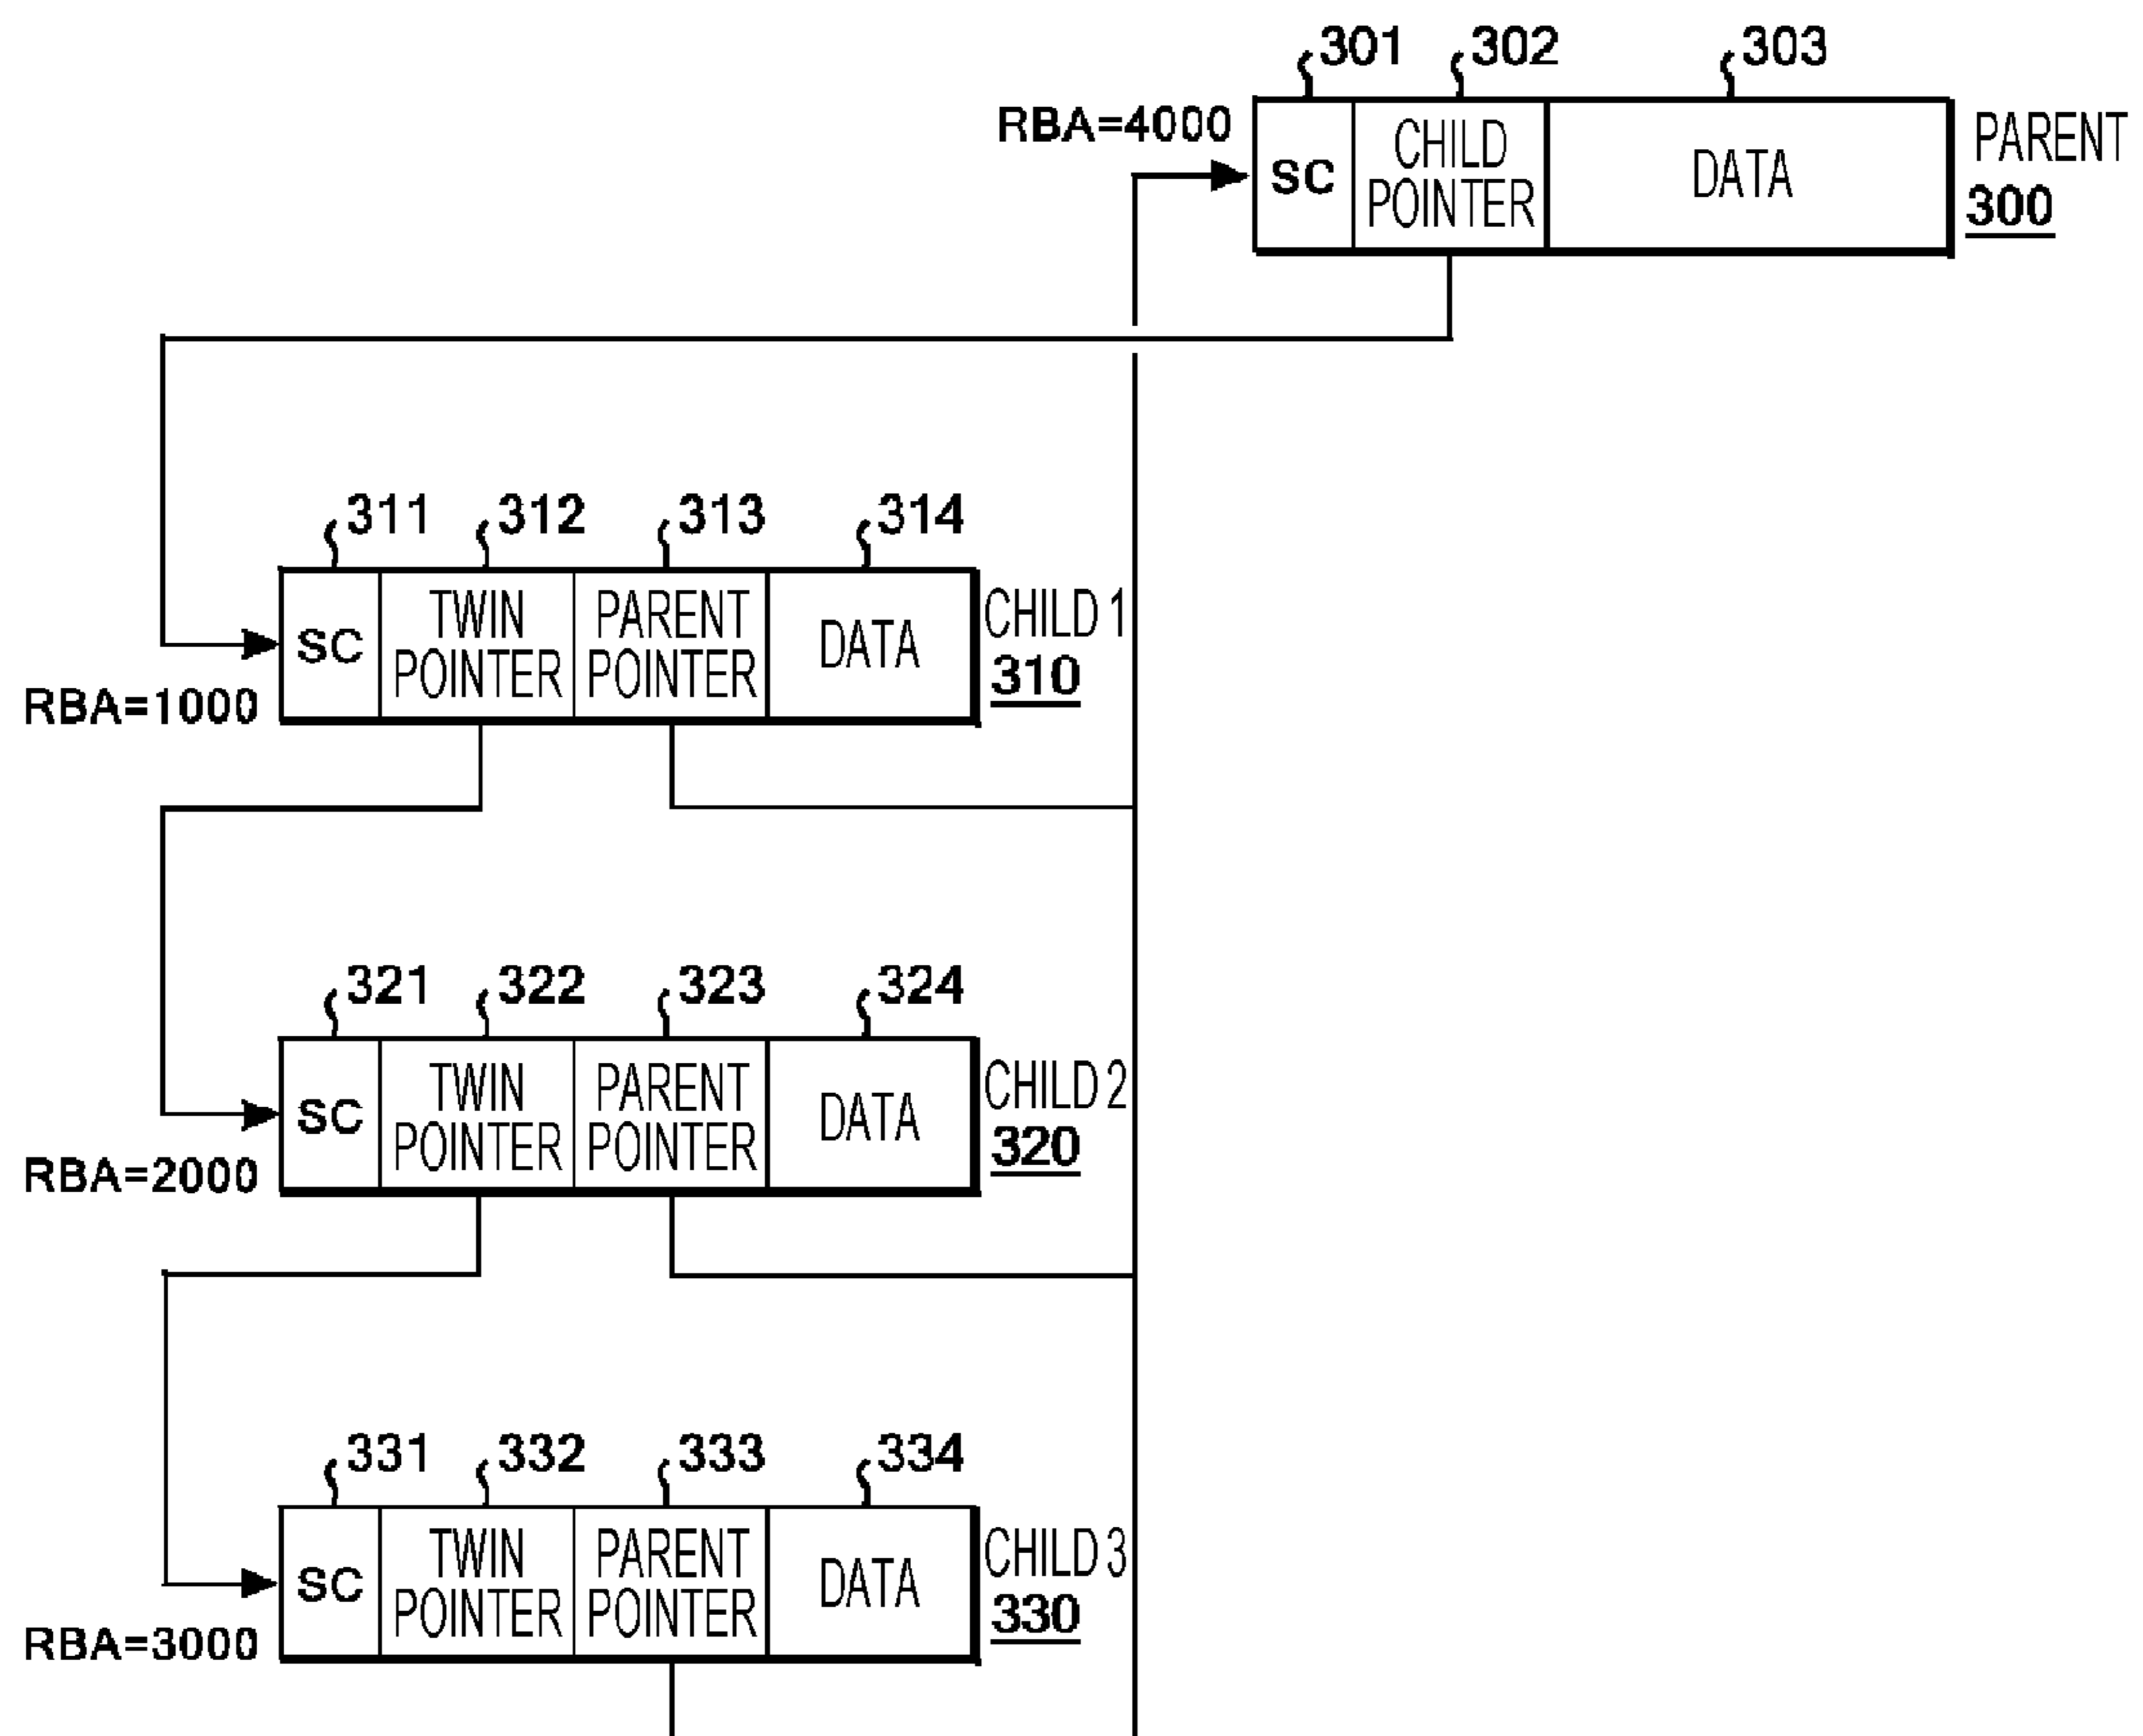 301 302 303
RBA=4000
SC
CHILD
POINTER
DATA
PARENT
300
311 312 313 314
SC
TWIN
POINTER
PARENT
POINTER
DATA
CHILD 1
310
RBA=1000
321 322 323 324
SC
TWIN
POINTER
PARENT
POINTER
DATA
CHILD 2
320
RBA=2000
331 332 333 334
SC
TWIN
POINTER
PARENT
POINTER
DATA
CHILD 3
330
RBA=3000